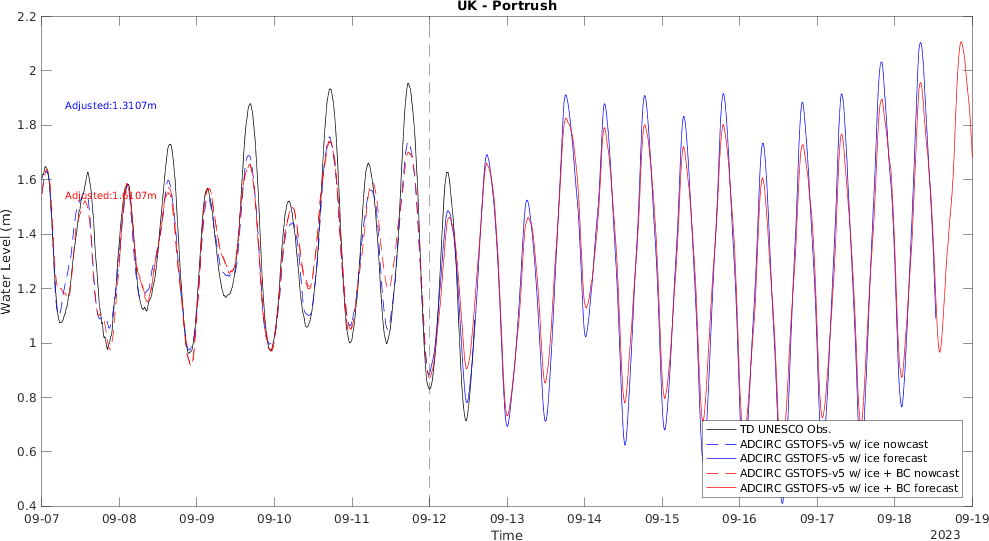 UK - Portrush
Water Level (m)
2.2
2
1.8
1.6
1.4
1.2
1
0.8
0.6
0.4
Adjusted:1.3107m
Adjusted:1.6107m
TD UNESCO Obs.
ADCIRC GSTOFS-v5 w/ ice nowcast
ADCIRC GSTOFS-v5 w/ ice forecast
ADCIRC GSTOFS-v5 w/ ice + BC nowcast
ADCIRC GSTOFS-v5 w/ ice + BC forecast
09-07 09-08 09-09 09-10 09-11 09-12 09-13 09-14 09-15 09-16 09-17 09-18 09-19
Time
2023